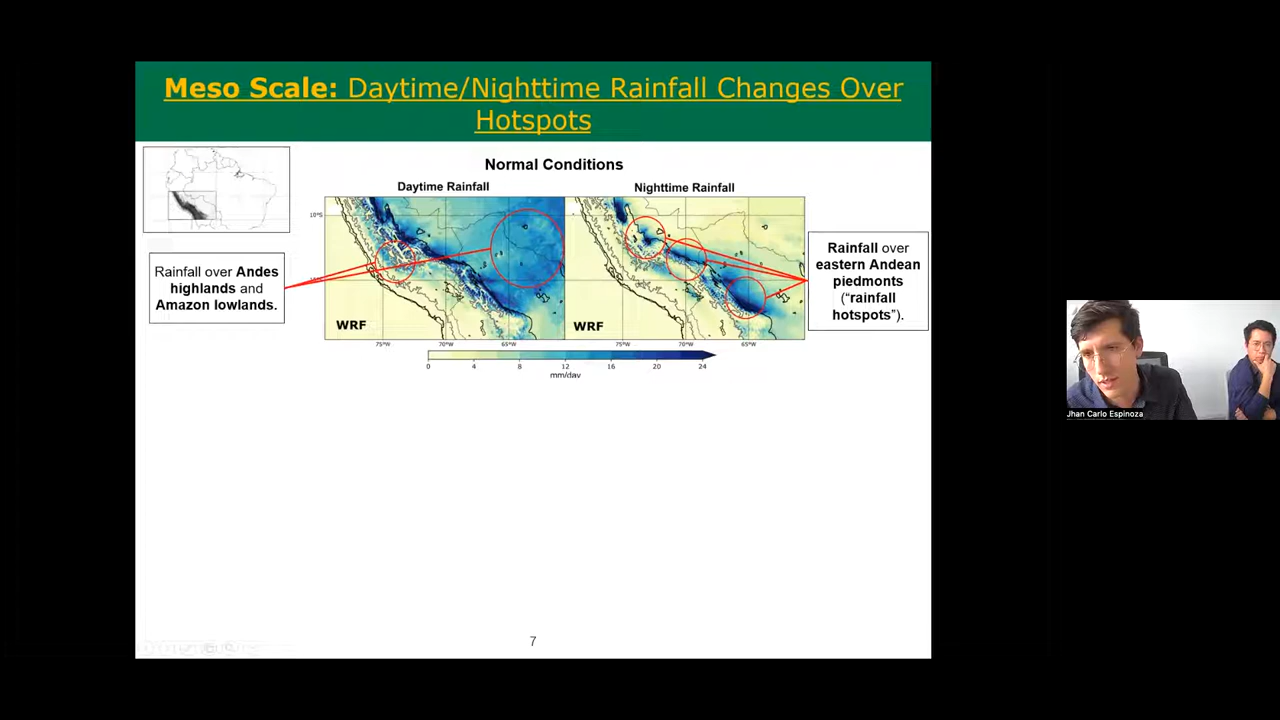 Meso Scale: Daytime/Nighttime Rainfall Changes Over
Hotspots
Normal Conditions
Daytime Rainfall
Nighttime Rainfall
10°S
Rainfall over Andes
highlands and
Amazon lowlands.
Rainfall over
eastern Andean
piedmonts
("rainfall
hotspots").
WRF
WRF
75°W
70°W
65°W
75°W
70°W
65°W
0
4
8
12
16
20
24
mm/day
Jhan Carlo Espinoza
7